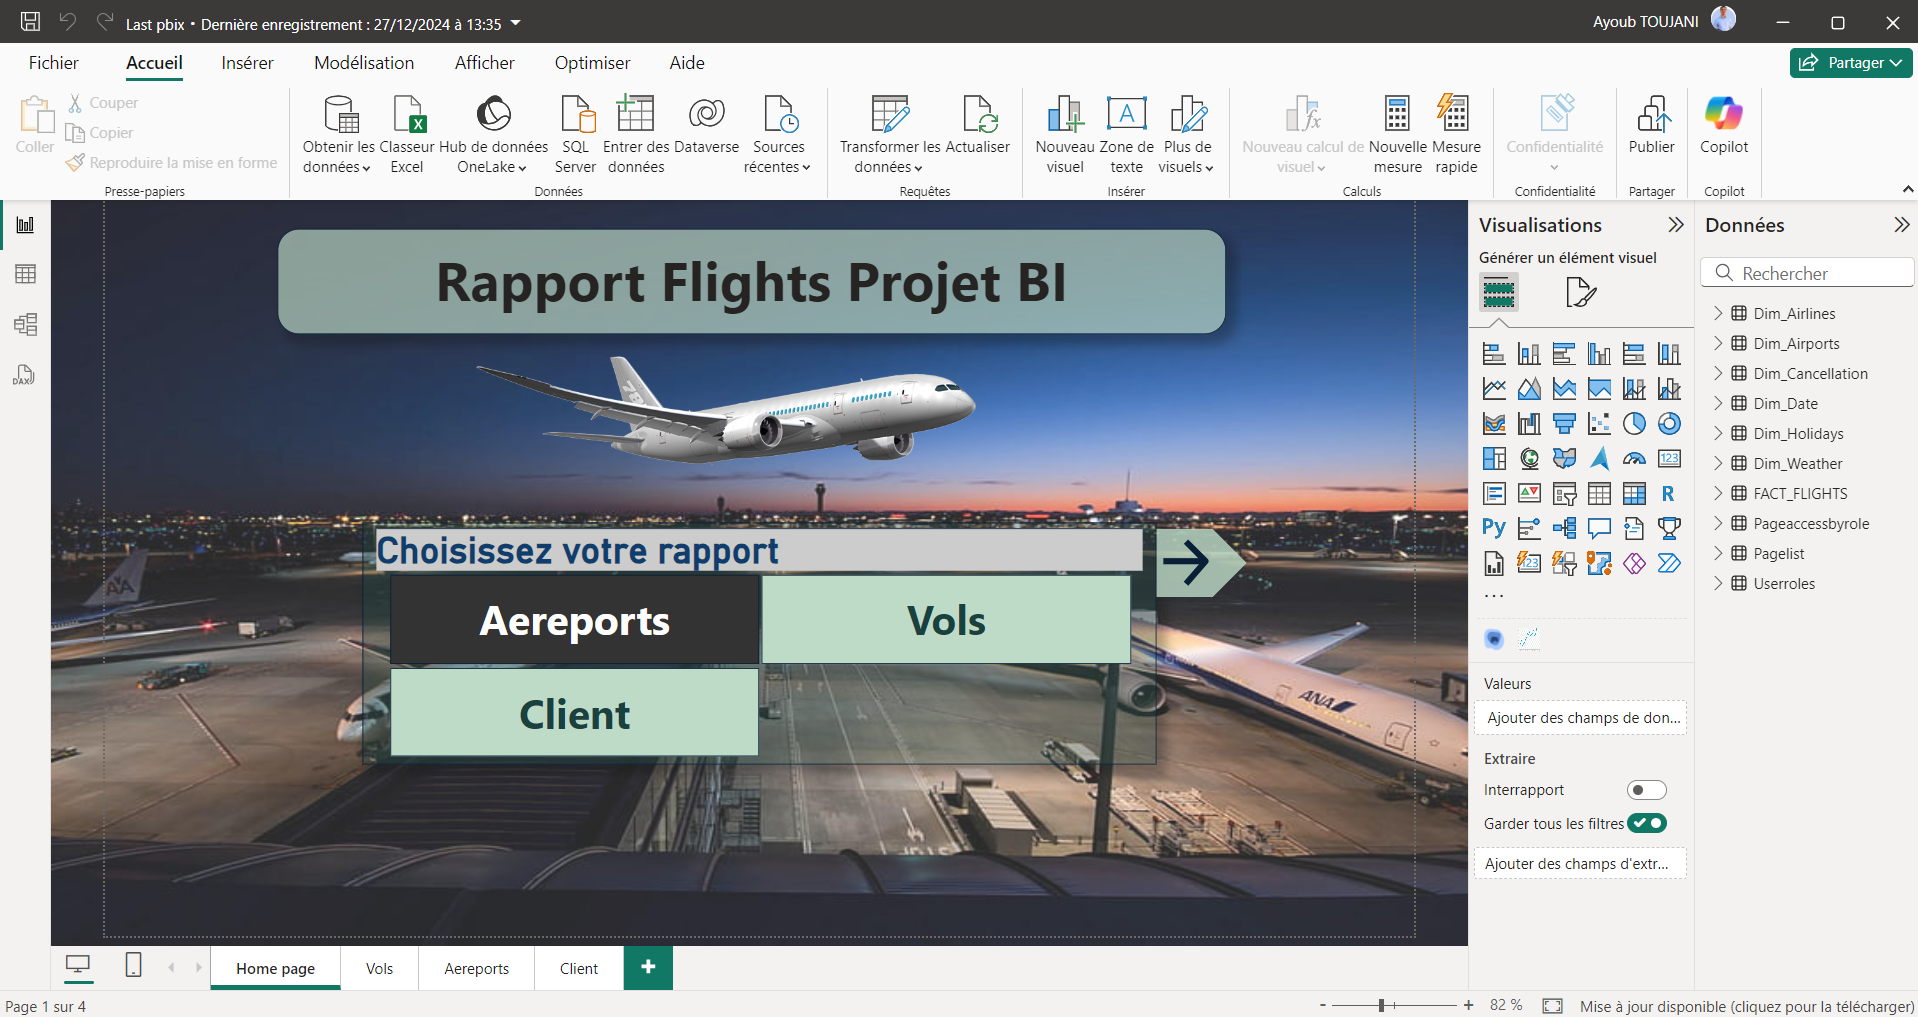 Last pbix • Dernière enregistrement : 27/12/2024 à 13:35
Ayoub TOUJANI
Fichier
Accueil
Insérer
Modélisation
Afficher
Optimiser
Aide
Partager
Coller
Couper
Copier
Reproduire la mise en forme
Presse-papiers
Obtenir les
données
Classeur
Excel
Hub de données
OneLake
SQL
Server
Entrer des
données
Dataverse
Sources
récentes
Données
Transformer les
données
Actualiser
Requêtes
Nouveau
visuel
Zone de
texte
Plus de
visuels
Insérer
Nouveau calcul de
visuel
Nouvelle
mesure
Mesure
rapide
Calculs
Confidentialité
Confidentialité
Publier
Partager
Copilot
Copilot
Rapport Flights Projet BI
Choisissez votre rapport
Aereports
Vols
Client
AA
ANA
Visualisations
Générer un élément visuel
123
R
Py
123
...
Valeurs
Ajouter des champs de don...
Extraire
Interrapport
Garder tous les filtres
Ajouter des champs d'extr...
Données
Rechercher
Dim_Airlines
Dim_Airports
Dim_Cancellation
Dim_Date
Dim_Holidays
Dim_Weather
FACT_FLIGHTS
Pageaccessbyrole
Pagelist
Userroles
DAX
Home page
Vols
Aereports
Client
+
Page 1 sur 4
- + 82 %
Mise à jour disponible (cliquez pour la télécharger)